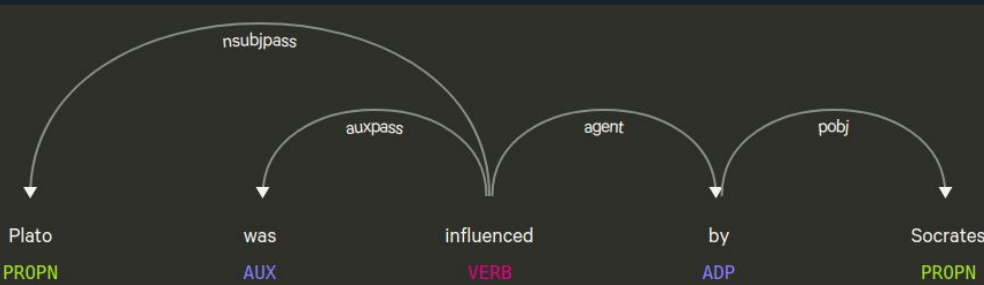 nsubjpass
auxpass agent pobj
Plato was influenced by Socrates
PROPN AUX VERB ADP PROPN